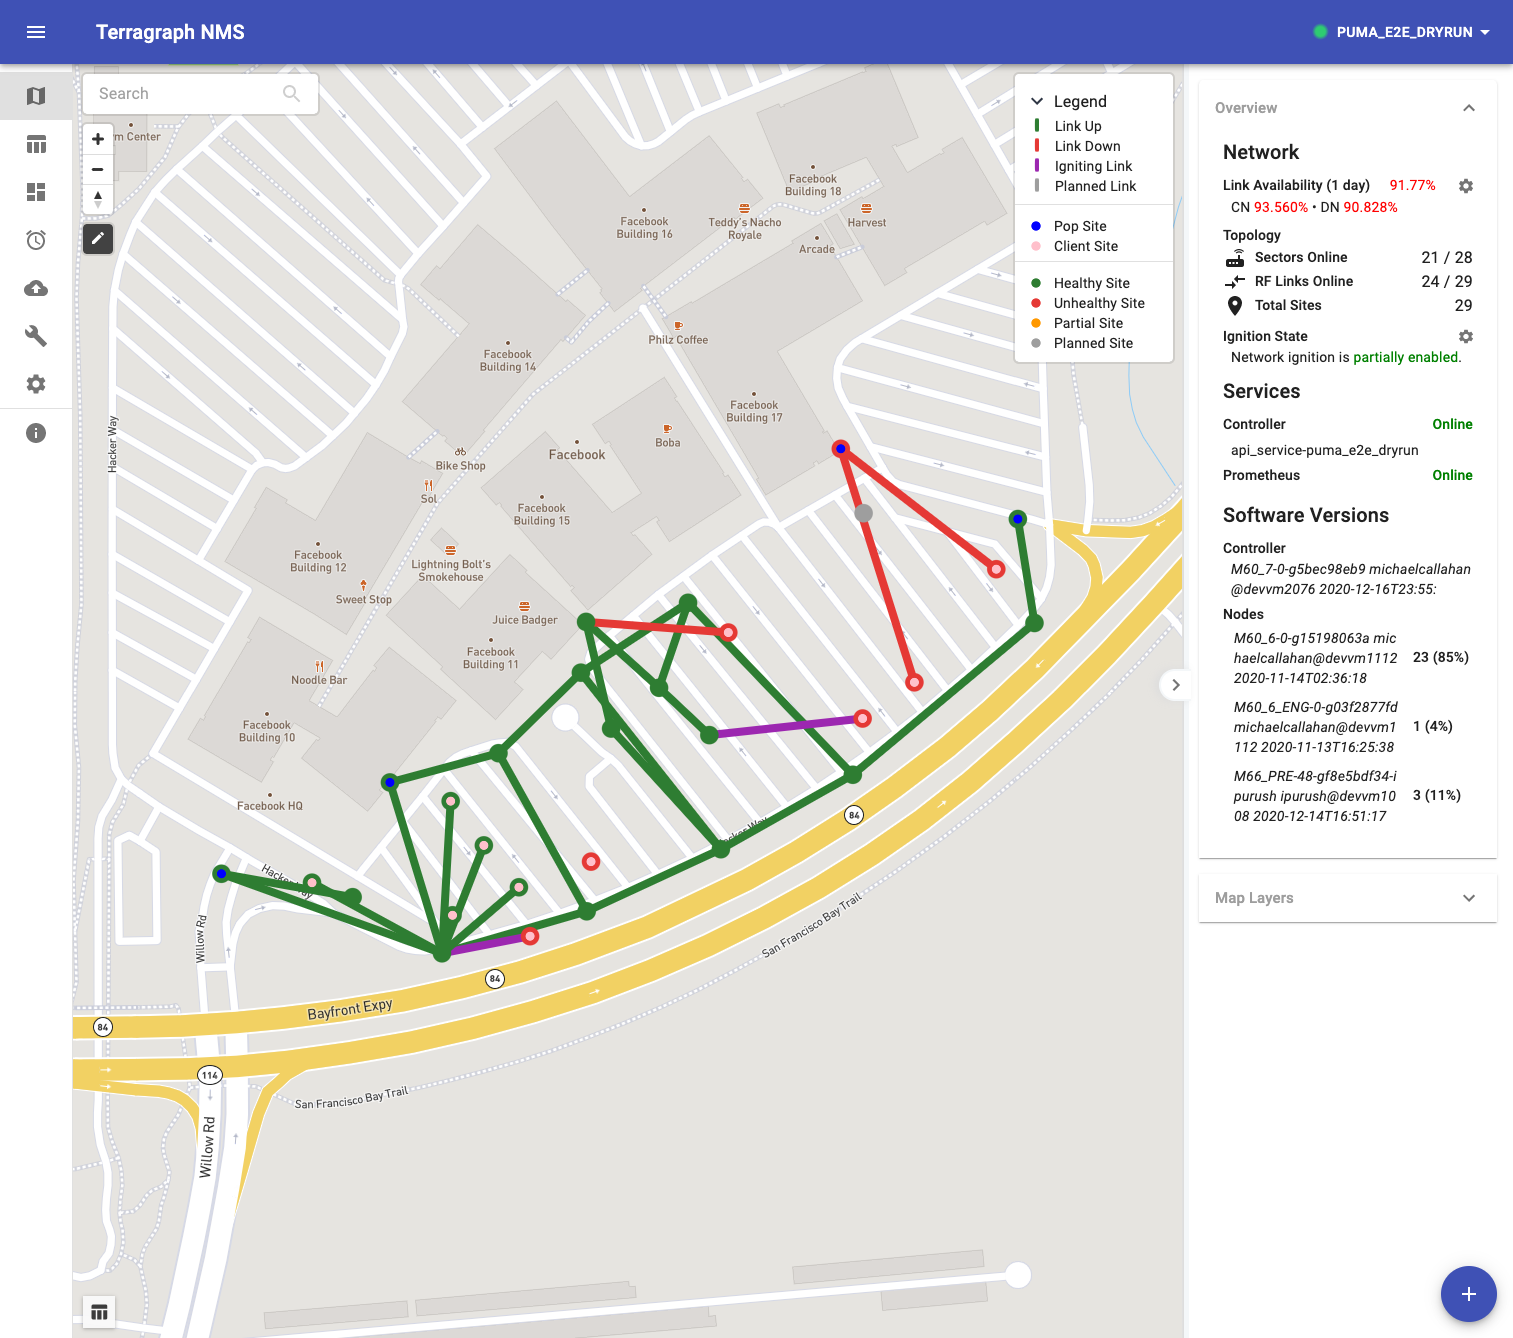 Terragraph NMS
PUMA_E2E_DRYRUN
Search
m Center
Legend
Link Up
Link Down
Igniting Link
Planned Link
Pop Site
Client Site
Healthy Site
Unhealthy Site
Partial Site
Planned Site
Facebook
Building 18
Facebook
Building 16
Teddy's Nacho
Royale
Harvest
Arcade
Philz Coffee
Facebook
Building 14
Facebook
Building 17
Boba
Hacker Way
Facebook
Bike Shop
Sol
Facebook
Building 15
Facebook
Building 12
Lightning Bolt's
Smokehouse
Sweet Stop
Juice Badger
Facebook
Building 11
Noodle Bar
Facebook
Building 10
Facebook HQ
Hacker Way
84
Willow Rd
San Francisco Bay Trail
84
Bayfront Expy
84
114
San Francisco Bay Trail
Willow Rd
Overview
Network
Link Availability (1 day) 91.77%
CN 93.560% • DN 90.828%
Topology
Sectors Online 21 / 28
RF Links Online 24 / 29
Total Sites 29
Ignition State
Network ignition is partially enabled.
Services
Controller Online
api_service-puma_e2e_dryrun
Prometheus Online
Software Versions
Controller
M60_7-0-g5bec98eb9 michaelcallahan
@devvm2076 2020-12-16T23:55:
Nodes
M60_6-0-g15198063a mic
haelcallahan@devvm1112 23 (85%)
2020-11-14T02:36:18
M60_6_ENG-0-g03f2877fd
michaelcallahan@devvm1 1 (4%)
112 2020-11-13T16:25:38
M66_PRE-48-gf8e5bdf34-i
purush ipurush@devvm10 3 (11%)
08 2020-12-14T16:51:17
Map Layers